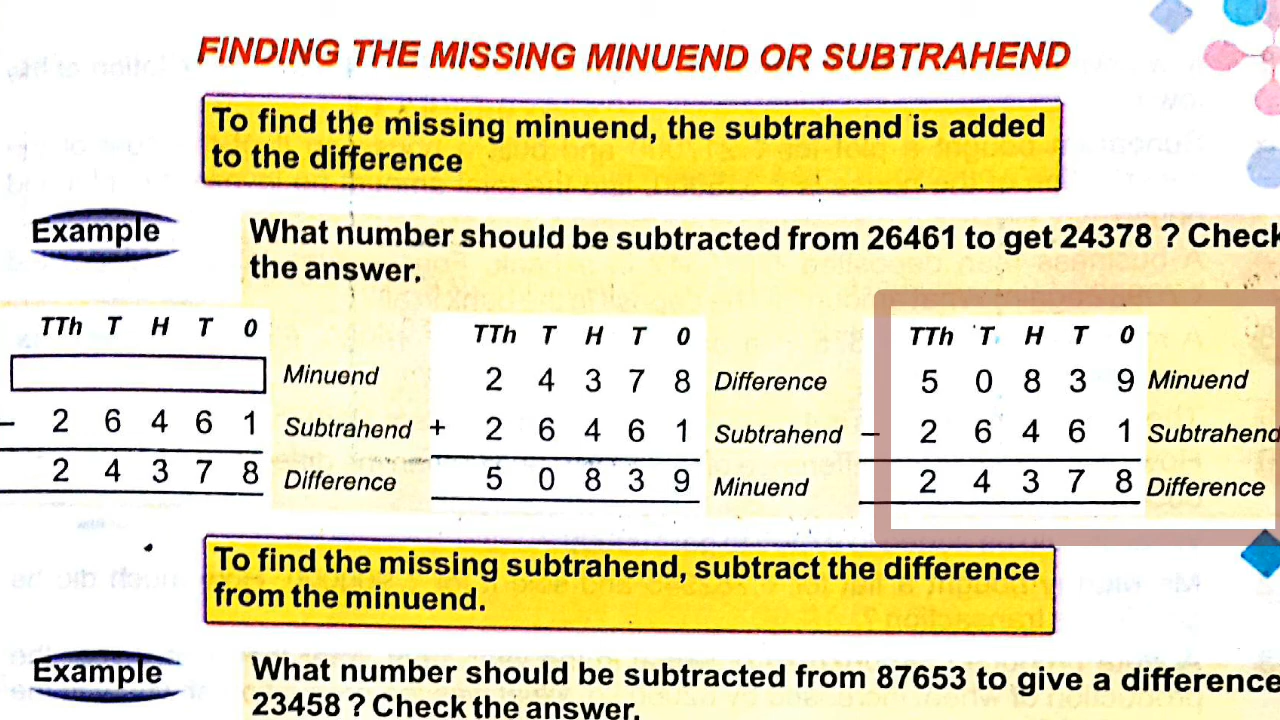 FINDING THE MISSING MINUEND OR SUBTRAHEND
To find the missing minuend, the subtrahend is added
to the difference
Example
What number should be subtracted from 26461 to get 24378 ? Check
the answer.
TTh T H T 0
Minuend
– 2 6 4 6 1 Subtrahend
2 4 3 7 8 Difference
TTh T H T 0
2 4 3 7 8 Difference
+ 2 6 4 6 1 Subtrahend
5 0 8 3 9 Minuend
TTh T H T 0
5 0 8 3 9 Minuend
– 2 6 4 6 1 Subtrahend
2 4 3 7 8 Difference
To find the missing subtrahend, subtract the difference
from the minuend.
Example
What number should be subtracted from 87653 to give a difference
23458 ? Check the answer.